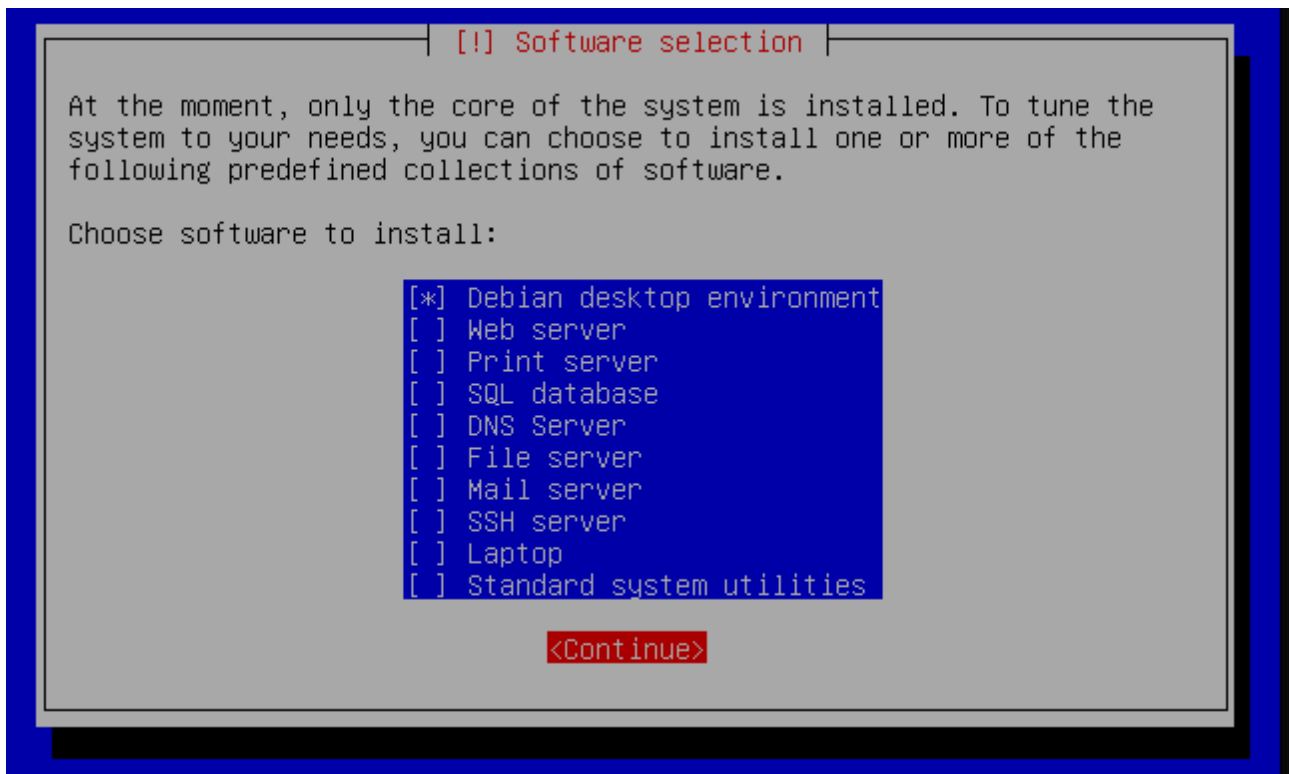 [!] Software selection
At the moment, only the core of the system is installed. To tune the
system to your needs, you can choose to install one or more of the
following predefined collections of software.
Choose software to install:
[*] Debian desktop environment
[ ] Web server
[ ] Print server
[ ] SQL database
[ ] DNS Server
[ ] File server
[ ] Mail server
[ ] SSH server
[ ] Laptop
[ ] Standard system utilities
<Continue>